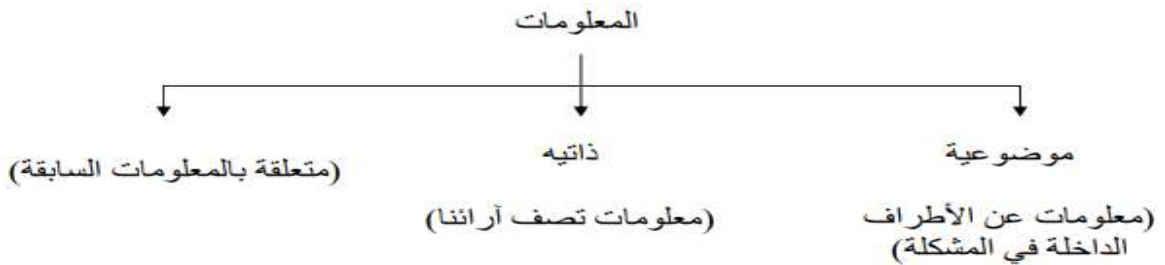 المعلومات
موضوعية
(معلومات عن الأطراف
الداخلة في المشكلة)
ذاتيه
(معلومات تصف آرائنا)
(متعلقة بالمعلومات السابقة)